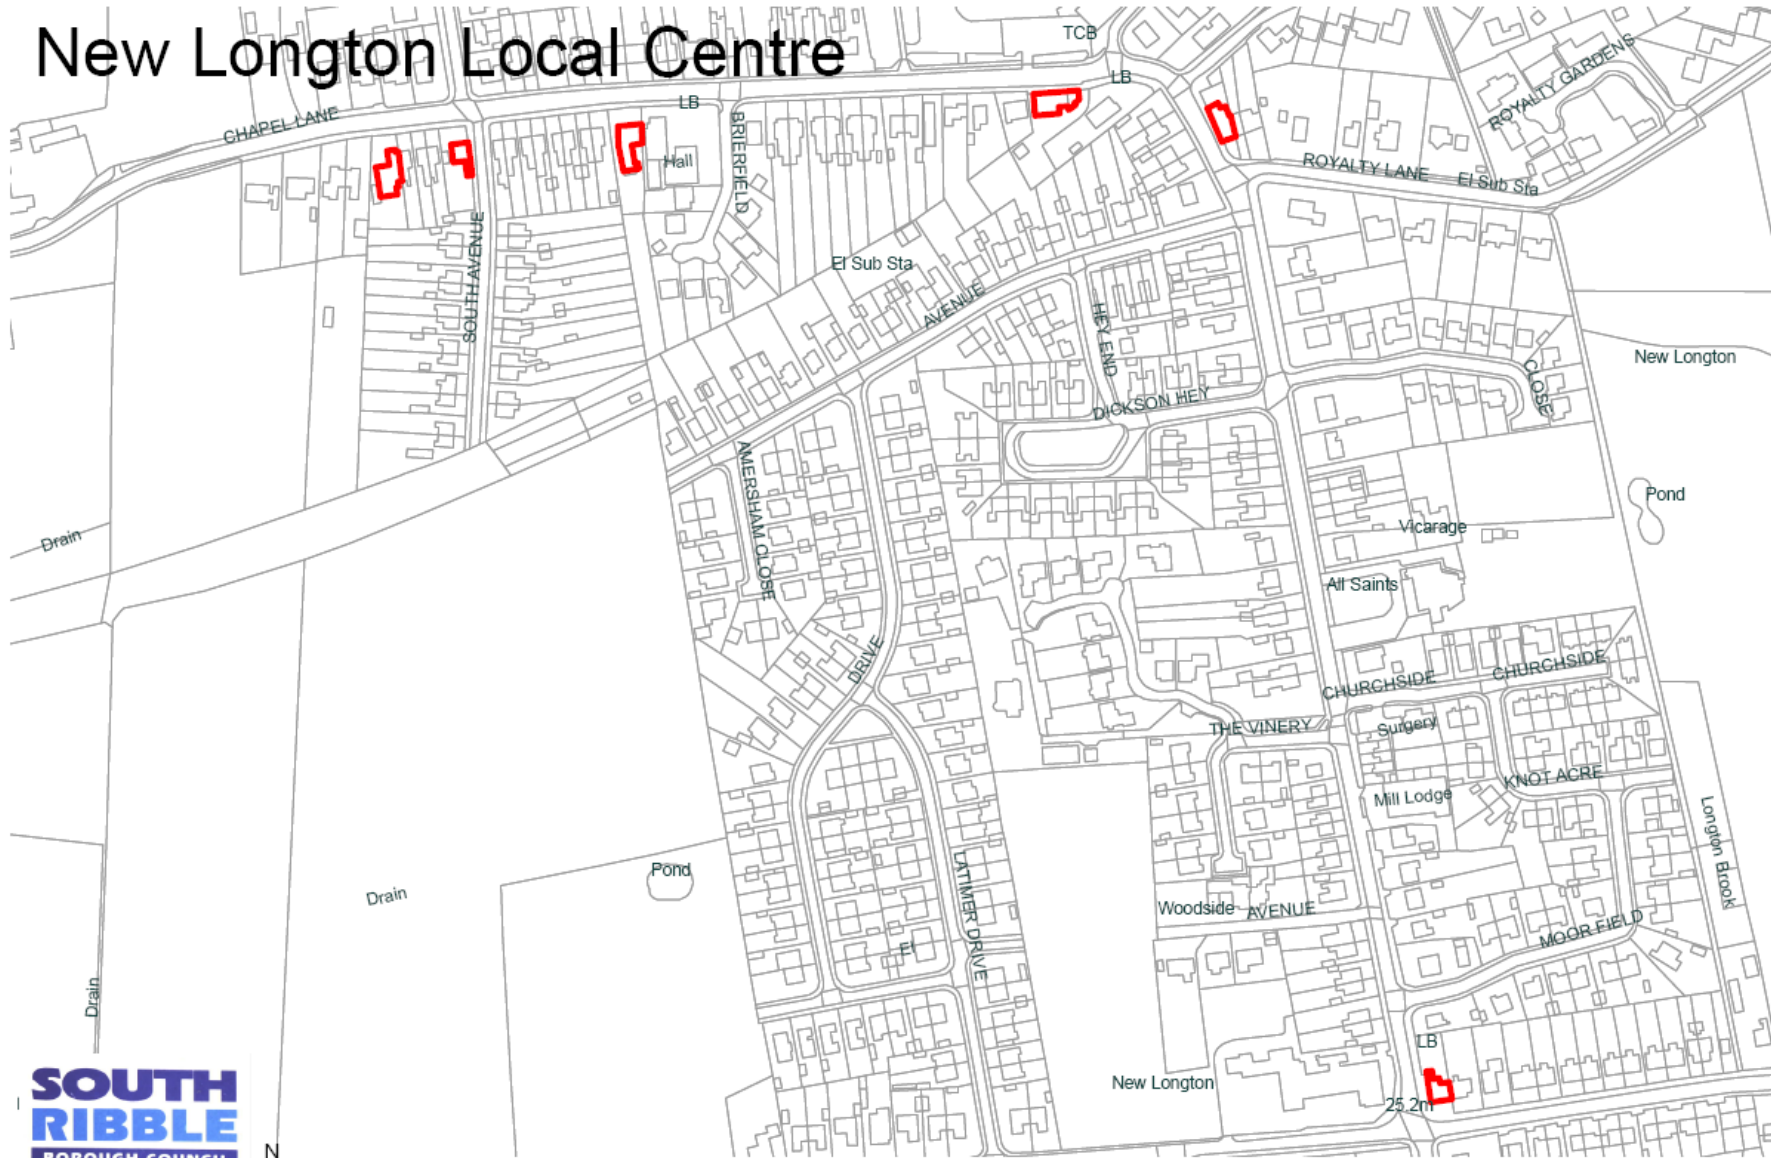 New Longton Local Centre
TCB
LB
LB
CHAPEL LANE
BRIERFIELD
Hall
ROYALTY GARDENS
ROYALTY LANE
El Sub Sta
SOUTH AVENUE
El Sub Sta
AVENUE
HEY END
DICKSON HEY
CLOSE
New Longton
AMERSHAM CLOSE
Pond
Vicarage
Drain
All Saints
DRIVE
CHURCHSIDE
CHURCHSIDE
THE VINERY
Surgery
KNOT ACRE
Mill Lodge
Longton Brook
Pond
Drain
LATIMER DRIVE
Woodside
AVENUE
MOOR FIELD
El
Drain
LB
New Longton
25.2m
SOUTH
RIBBLE
BOROUGH COUNCIL
N